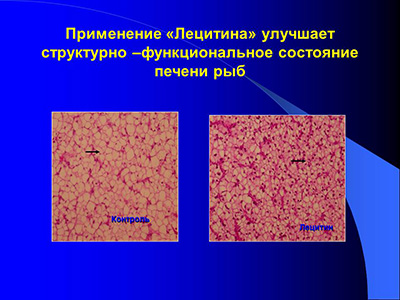 Применение «Лецитина» улучшает
структурно –функциональное состояние
печени рыб
Контроль
Лецитин